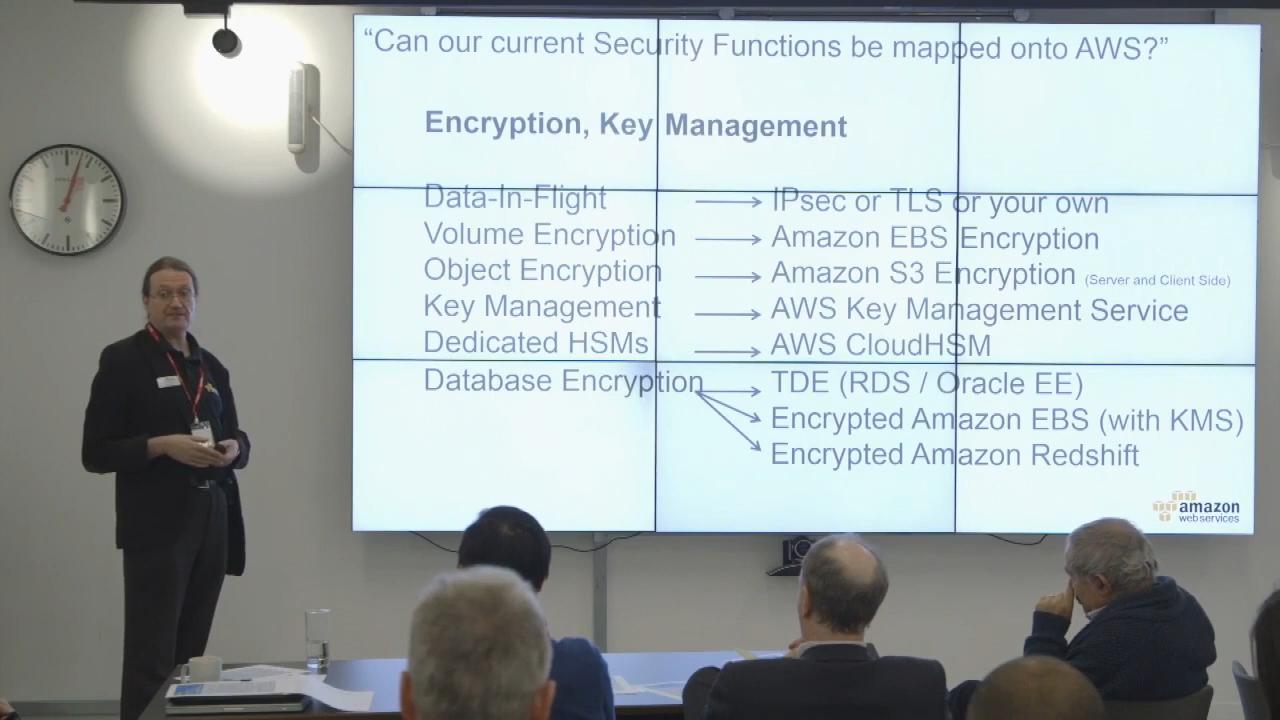 “Can our current Security Functions be mapped onto AWS?”
Encryption, Key Management
Data-In-Flight → IPsec or TLS or your own
Volume Encryption → Amazon EBS Encryption
Object Encryption → Amazon S3 Encryption (Server and Client Side)
Key Management → AWS Key Management Service
Dedicated HSMs → AWS CloudHSM
Database Encryption → TDE (RDS / Oracle EE)
Encrypted Amazon EBS (with KMS)
Encrypted Amazon Redshift
amazon
webservices